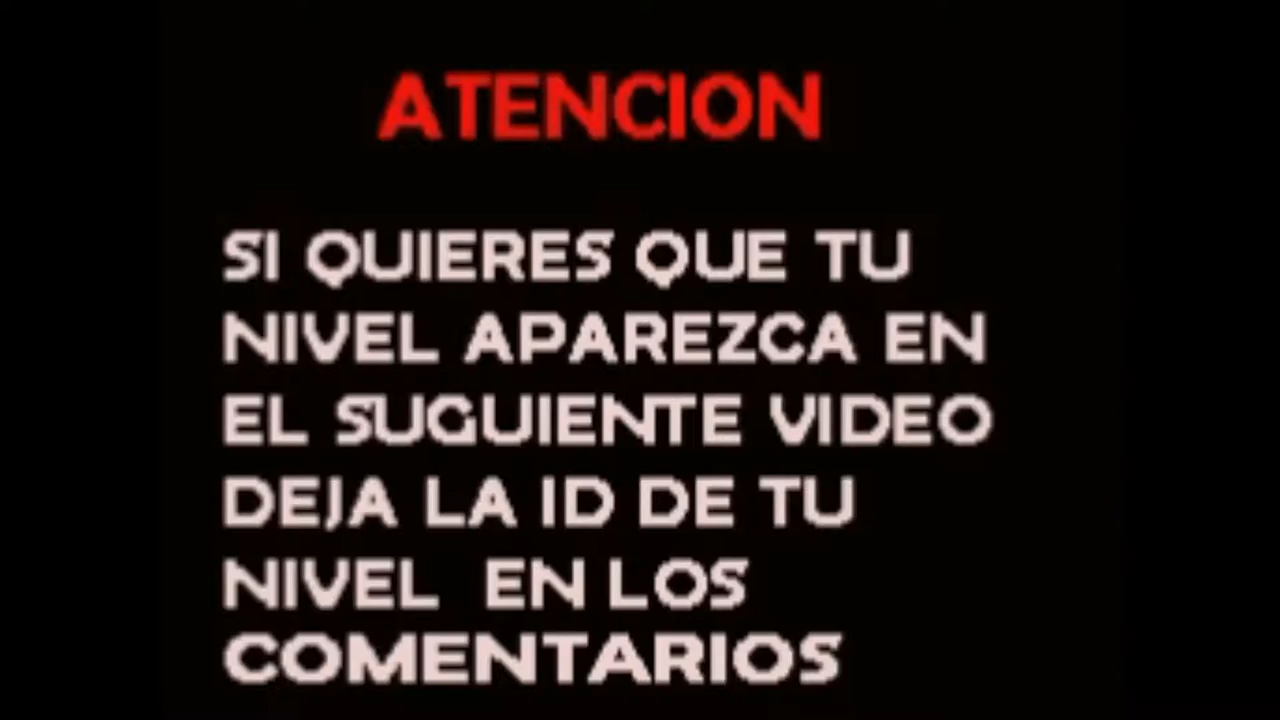 ATENCION
SI QUIERES QUE TU
NIVEL APAREZCA EN
EL SUGUIENTE VIDEO
DEJA LA ID DE TU
NIVEL EN LOS
COMENTARIOS